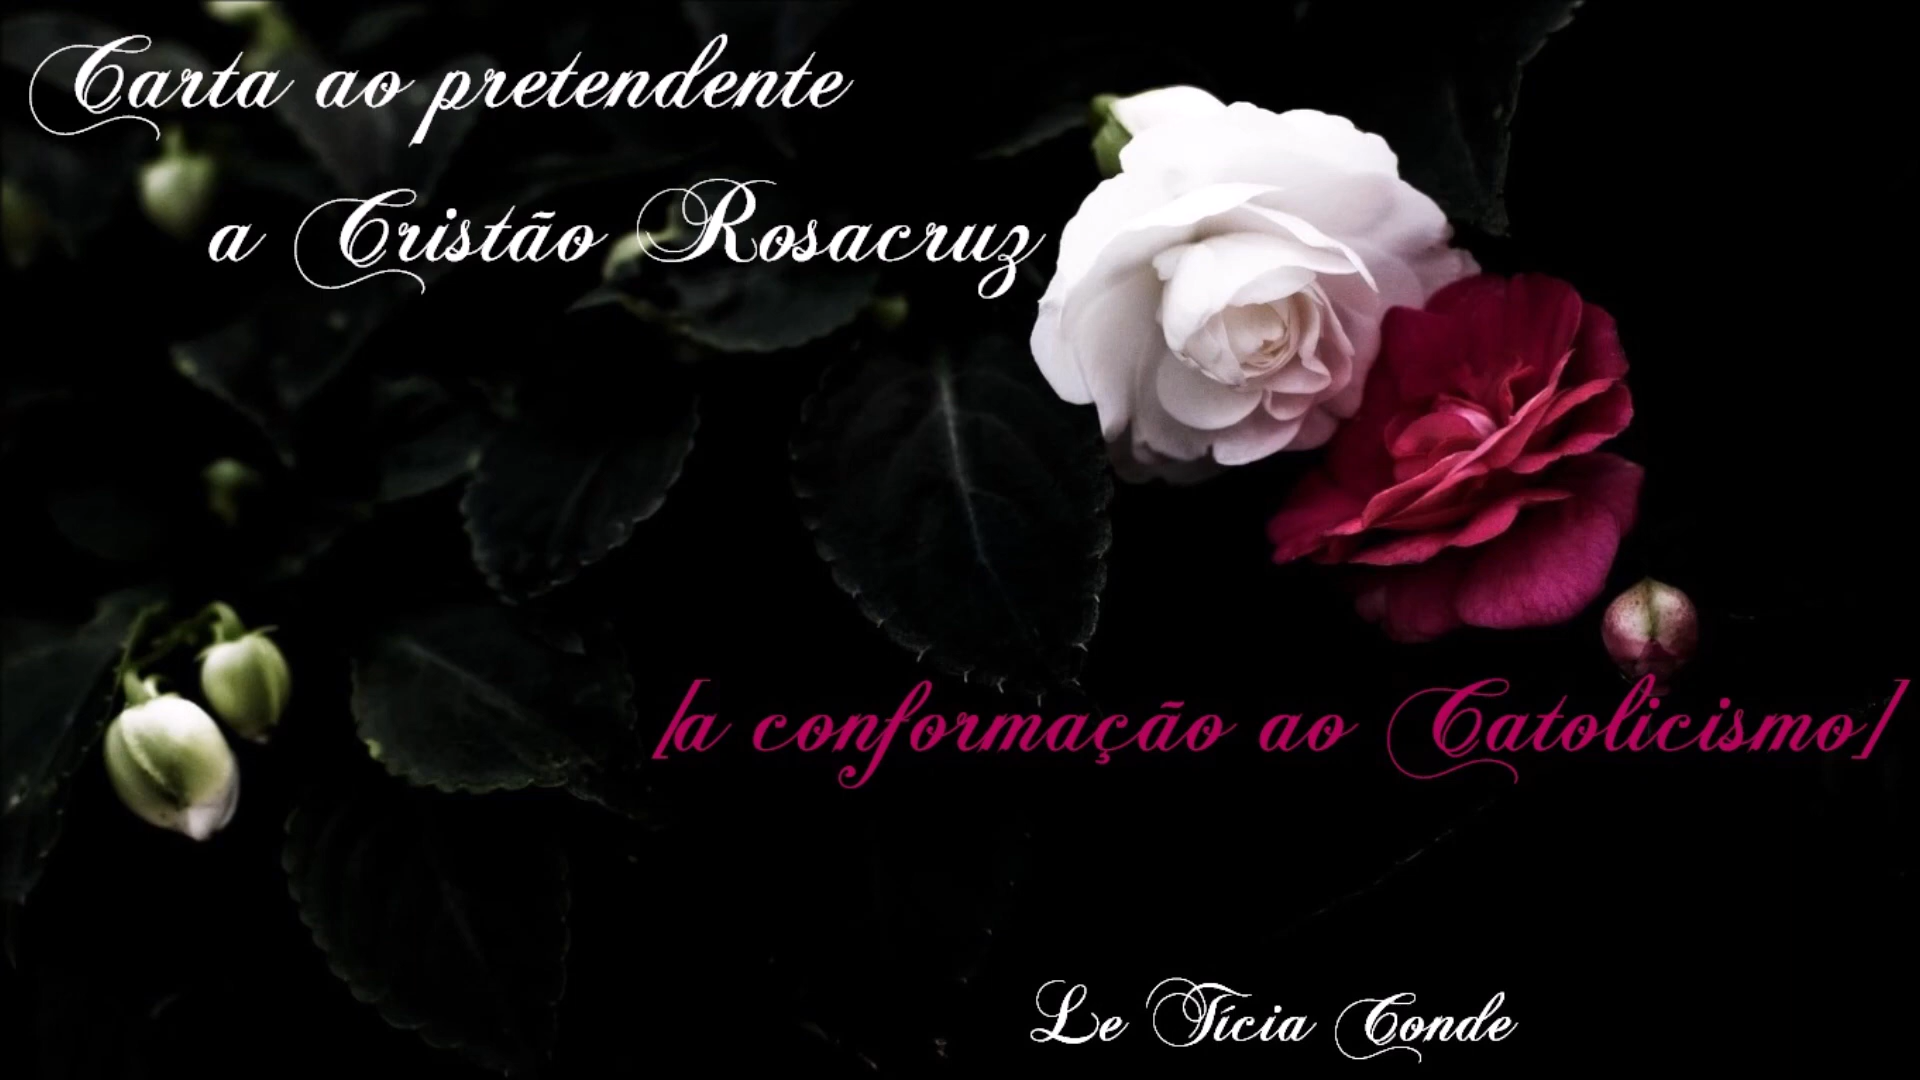 Carta ao pretendente
a Cristão Rosacruz
[a conformação ao Catolicismo]
Le Tícia Conde